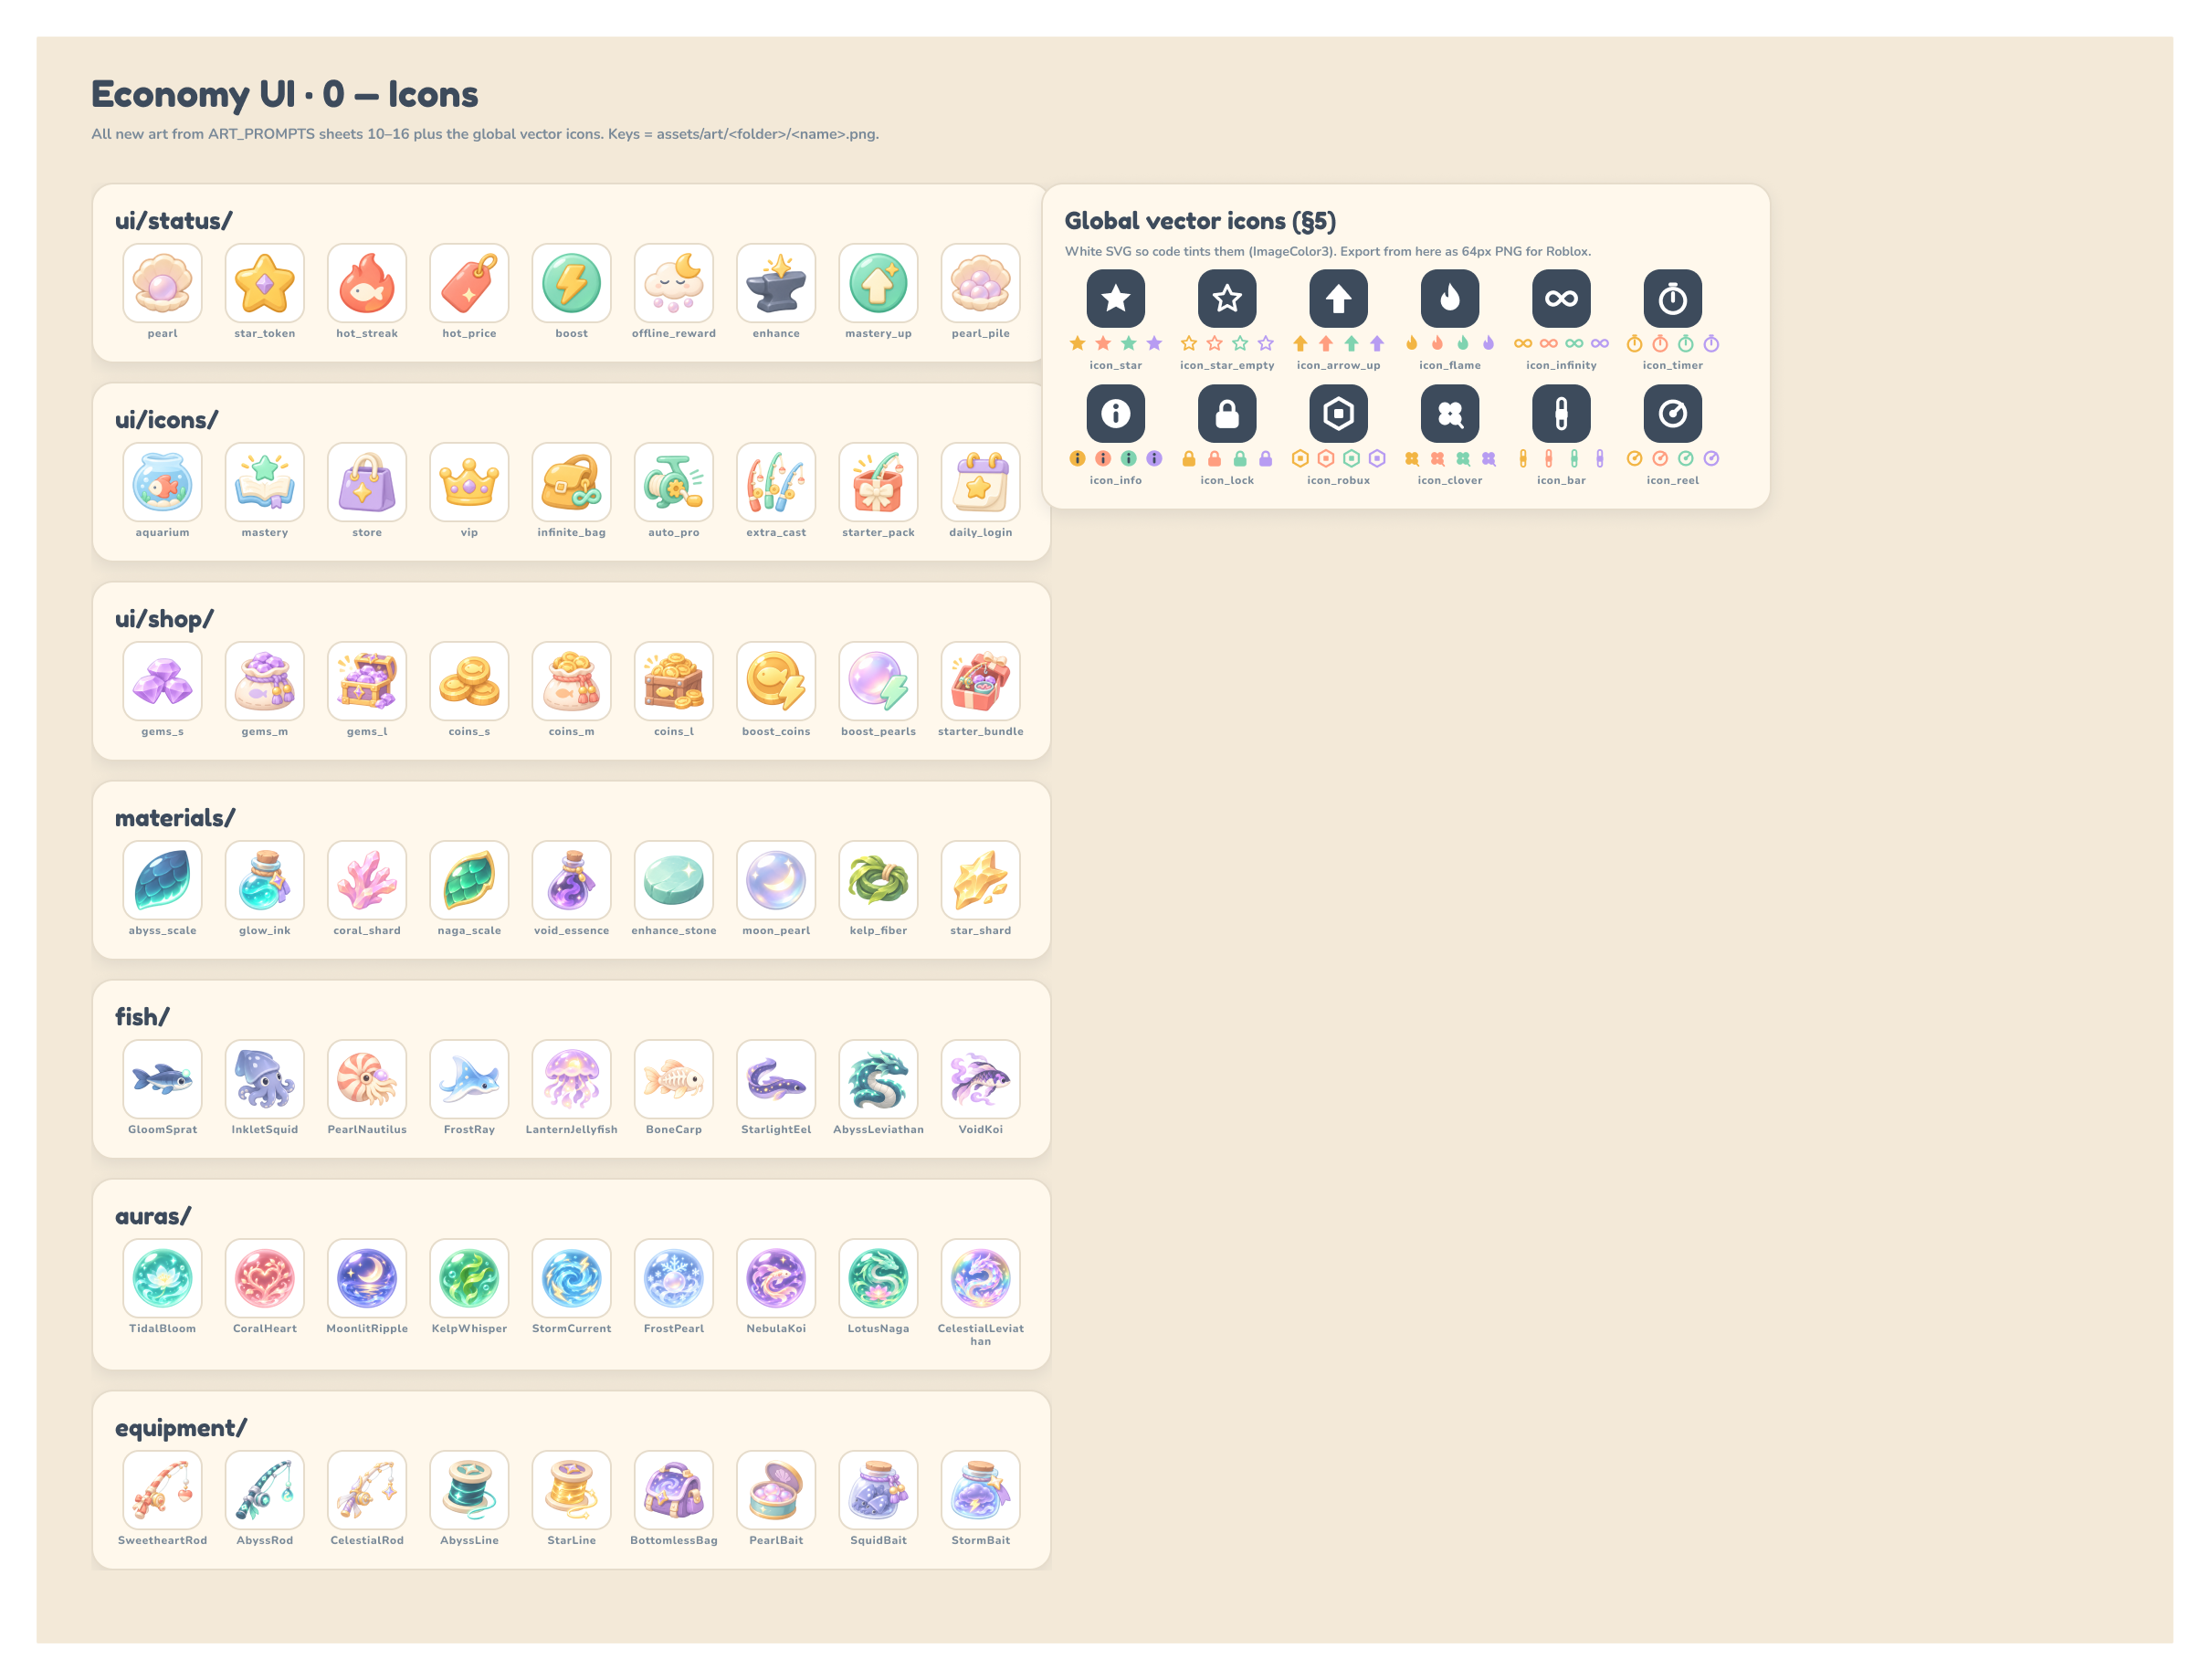 Economy UI · 0 – Icons
All new art from ART_PROMPTS sheets 10–16 plus the global vector icons. Keys = assets/art/<folder>/<name>.png.
ui/status/
pearl star_token hot_streak hot_price boost offline_reward enhance mastery_up pearl_pile
ui/icons/
aquarium mastery store vip infinite_bag auto_pro extra_cast starter_pack daily_login
ui/shop/
gems_s gems_m gems_l coins_s coins_m coins_l boost_coins boost_pearls starter_bundle
materials/
abyss_scale glow_ink coral_shard naga_scale void_essence enhance_stone moon_pearl kelp_fiber star_shard
fish/
GloomSprat InkletSquid PearlNautilus FrostRay LanternJellyfish BoneCarp StarlightEel AbyssLeviathan VoidKoi
auras/
TidalBloom CoralHeart MoonlitRipple KelpWhisper StormCurrent FrostPearl NebulaKoi LotusNaga CelestialLeviat
han
equipment/
SweetheartRod AbyssRod CelestialRod AbyssLine StarLine BottomlessBag PearlBait SquidBait StormBait
Global vector icons (§5)
White SVG so code tints them (ImageColor3). Export from here as 64px PNG for Roblox.
icon_star icon_star_empty icon_arrow_up icon_flame icon_infinity icon_timer
icon_info icon_lock icon_robux icon_clover icon_bar icon_reel